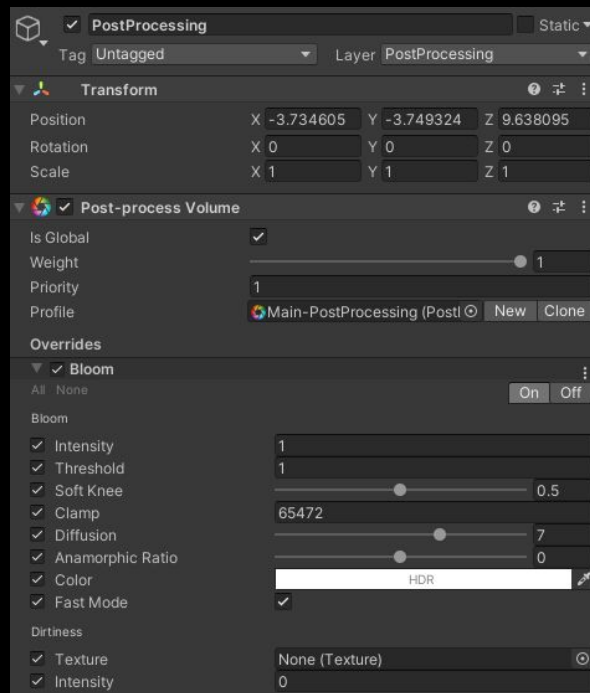 PostProcessing Static
Tag Untagged Layer PostProcessing
Transform
Position X -3.734605 Y -3.749324 Z 9.638095
Rotation X 0 Y 0 Z 0
Scale X 1 Y 1 Z 1
Post-process Volume
Is Global
Weight 1
Priority 1
Profile Main-PostProcessing (Postl New Clone
Overrides
Bloom
All None On Off
Bloom
Intensity 1
Threshold 1
Soft Knee 0.5
Clamp 65472
Diffusion 7
Anamorphic Ratio 0
Color HDR
Fast Mode
Dirtiness
Texture None (Texture)
Intensity 0